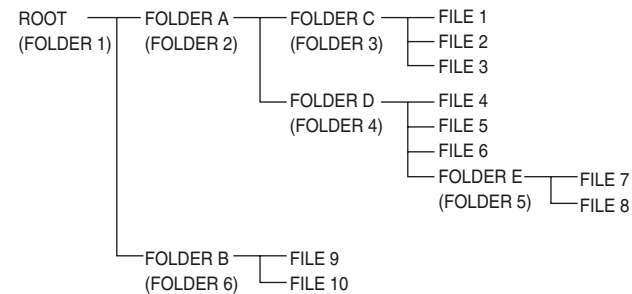 ROOT FOLDER A FOLDER C FILE 1
(FOLDER 1) (FOLDER 2) (FOLDER 3) FILE 2
FILE 3
FOLDER D FILE 4
(FOLDER 4) FILE 5
FILE 6
FOLDER E FILE 7
(FOLDER 5) FILE 8
FOLDER B FILE 9
(FOLDER 6) FILE 10